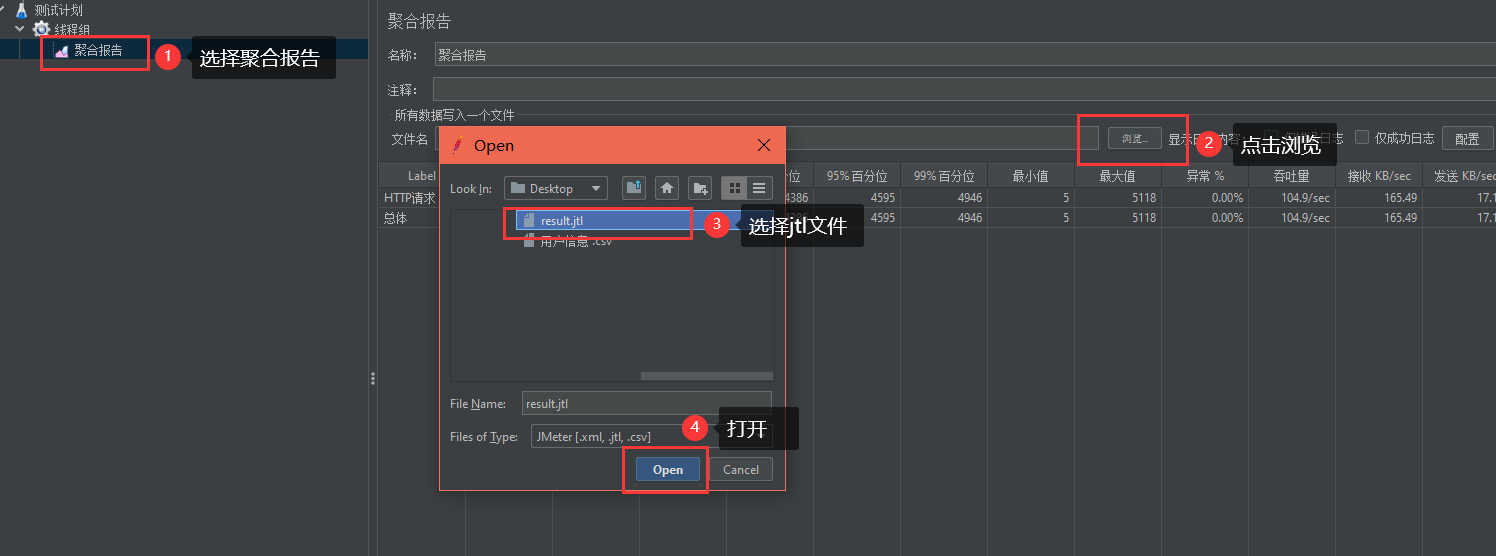 测试计划
线程组
聚合报告
1 选择聚合报告
聚合报告
名称： 聚合报告
注释：
所有数据写入一个文件
文件名
浏览...
2 点击浏览
仅成功日志
配置
Open
Look In: Desktop
result.jtl
3 选择jtl文件
用户信息 .csv
File Name: result.jtl
Files of Type: JMeter [.xml, .jtl, .csv]
4 打开
Open Cancel
Label 95% 百分位 99% 百分位 最小值 最大值 异常 % 吞吐量 接收 KB/sec 发送 KB/sec
HTTP请求 4386 4595 4946 5 5118 0.00% 104.9/sec 165.49 17.1
总体 4595 4946 5 5118 0.00% 104.9/sec 165.49 17.1